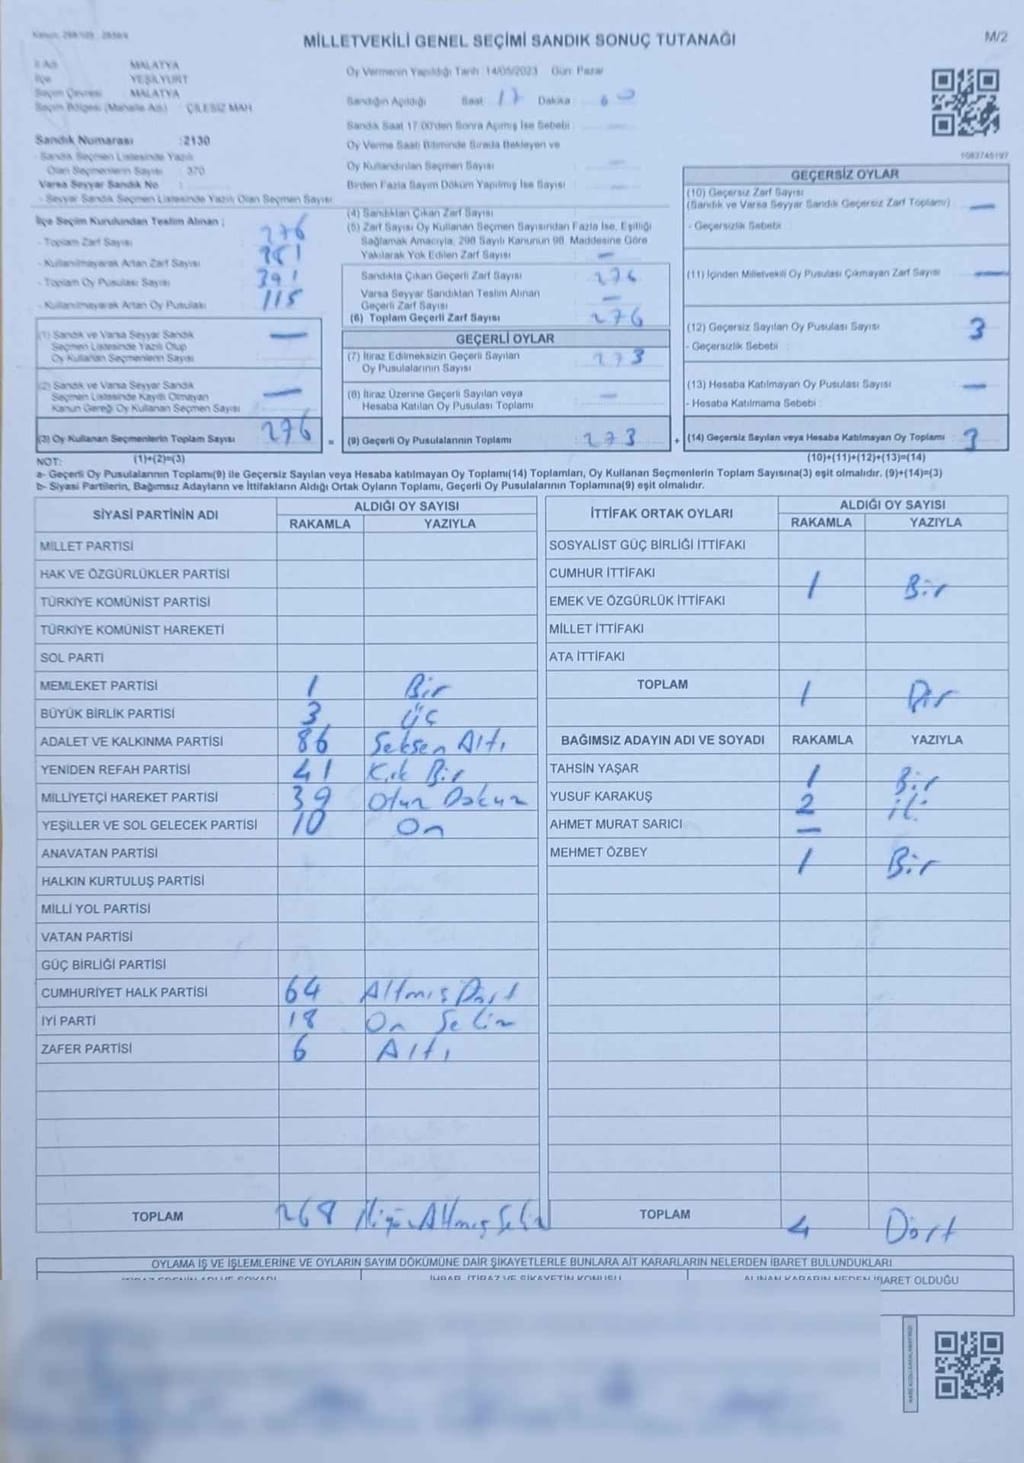 MİLLETVEKİLİ GENEL SEÇİMİ SANDIK SONUÇ TUTANAĞI
M/2
İl Adı MALATYA
İlçe YEŞİLYURT
Seçim Çevresi MALATYA
Seçim Bölgesi (Mahalle Adı) ÇİLESİZ MAH
Oy Vermenin Yapıldığı Tarih :14/05/2023 Gün: Pazar
Sandığın Açıldığı Saat 17 Dakika
Sandık Saat 17:00'den Sonra Açılmış İse Sebebi :
Oy Verme Saati Bitiminde Sırada Bekleyen ve
Oy Kullandırılan Seçmen Sayısı
Birden Fazla Sayım Döküm Yapılmış İse Sayısı :
Sandık Numarası :2130
- Sandık Seçmen Listesinde Yazılı
Olan Seçmenlerin Sayısı : 370
Varsa Seyyar Sandık No :
- Seyyar Sandık Seçmen Listesinde Yazılı Olan Seçmen Sayısı
İlçe Seçim Kurulundan Teslim Alınan ;
- Toplam Zarf Sayısı 276
- Kullanılmayarak Artan Zarf Sayısı
- Toplam Oy Pusulası Sayısı 391
- Kullanılmayarak Artan Oy Pusulası 115
(1) Sandık ve Varsa Seyyar Sandık —
Seçmen Listesinde Yazılı Olup
Oy Kullanan Seçmenlerin Sayısı
(2) Sandık ve Varsa Seyyar Sandık —
Seçmen Listesinde Kayıtlı Olmayan
Kanun Gereği Oy Kullanan Seçmen Sayısı
(3) Oy Kullanan Seçmenlerin Toplam Sayısı 276 =
(4) Sandıktan Çıkan Zarf Sayısı
(5) Zarf Sayısı Oy Kullanan Seçmen Sayısından Fazla İse, Eşitliği
Sağlamak Amacıyla, 298 Sayılı Kanunun 98. Maddesine Göre
Yakılarak Yok Edilen Zarf Sayısı —
Sandıkta Çıkan Geçerli Zarf Sayısı : 276
Varsa Seyyar Sandıktan Teslim Alınan
Geçerli Zarf Sayısı —
(6) Toplam Geçerli Zarf Sayısı : 276
GEÇERLİ OYLAR
(7) İtiraz Edilmeksizin Geçerli Sayılan
Oy Pusulalarının Sayısı : 273
(8) İtiraz Üzerine Geçerli Sayılan veya
Hesaba Katılan Oy Pusulası Toplamı : —
(9) Geçerli Oy Pusulalarının Toplamı : 273 +
GEÇERSİZ OYLAR
(10) Geçersiz Zarf Sayısı
(Sandık ve Varsa Seyyar Sandık Geçersiz Zarf Toplamı) —
- Geçersizlik Sebebi :
(11) İçinden Milletvekili Oy Pusulası Çıkmayan Zarf Sayısı —
(12) Geçersiz Sayılan Oy Pusulası Sayısı 3
- Geçersizlik Sebebi :
(13) Hesaba Katılmayan Oy Pusulası Sayısı —
- Hesaba Katılmama Sebebi :
(14) Geçersiz Sayılan veya Hesaba Katılmayan Oy Toplamı : 3
NOT: (1)+(2)=(3) (10)+(11)+(12)+(13)=(14)
a- Geçerli Oy Pusulalarının Toplamı(9) ile Geçersiz Sayılan veya Hesaba katılmayan Oy Toplamı(14) Toplamları, Oy Kullanan Seçmenlerin Toplam Sayısına(3) eşit olmalıdır. (9)+(14)=(3)
b- Siyasi Partilerin, Bağımsız Adayların ve İttifakların Aldığı Ortak Oyların Toplamı, Geçerli Oy Pusulalarının Toplamına(9) eşit olmalıdır.
SİYASİ PARTİNİN ADI ALDIĞI OY SAYISI
RAKAMLA YAZIYLA
MİLLET PARTİSİ
HAK VE ÖZGÜRLÜKLER PARTİSİ
TÜRKİYE KOMÜNİST PARTİSİ
TÜRKİYE KOMÜNİST HAREKETİ
SOL PARTİ
MEMLEKET PARTİSİ 1 Bir
BÜYÜK BİRLİK PARTİSİ 3 Üç
ADALET VE KALKINMA PARTİSİ 86 Seksen Altı
YENİDEN REFAH PARTİSİ 41 Kırk Bir
MİLLİYETÇİ HAREKET PARTİSİ 39 Otuz Dokuz
YEŞİLLER VE SOL GELECEK PARTİSİ 10 On
ANAVATAN PARTİSİ
HALKIN KURTULUŞ PARTİSİ
MİLLİ YOL PARTİSİ
VATAN PARTİSİ
GÜÇ BİRLİĞİ PARTİSİ
CUMHURİYET HALK PARTİSİ 64 Altmış Dört
İYİ PARTİ 18 On Sekiz
ZAFER PARTİSİ 6 Altı
TOPLAM 268 İkiyüz Altmış Sekiz
İTTİFAK ORTAK OYLARI ALDIĞI OY SAYISI
RAKAMLA YAZIYLA
SOSYALİST GÜÇ BİRLİĞİ İTTİFAKI
CUMHUR İTTİFAKI 1 Bir
EMEK VE ÖZGÜRLÜK İTTİFAKI
MİLLET İTTİFAKI
ATA İTTİFAKI
TOPLAM 1 Bir
BAĞIMSIZ ADAYIN ADI VE SOYADI RAKAMLA YAZIYLA
TAHSİN YAŞAR 1 Bir
YUSUF KARAKUŞ 2 iki
AHMET MURAT SARICI —
MEHMET ÖZBEY 1 Bir
TOPLAM 4 Dört
OYLAMA İŞ VE İŞLEMLERİNE VE OYLARIN SAYIM DÖKÜMÜNE DAİR ŞİKAYETLERLE BUNLARA AİT KARARLARIN NELERDEN İBARET BULUNDUKLARI
İHBAR, İTİRAZ VE ŞİKAYETİN KONUSU
ALINAN KARARIN NEDEN İBARET OLDUĞU